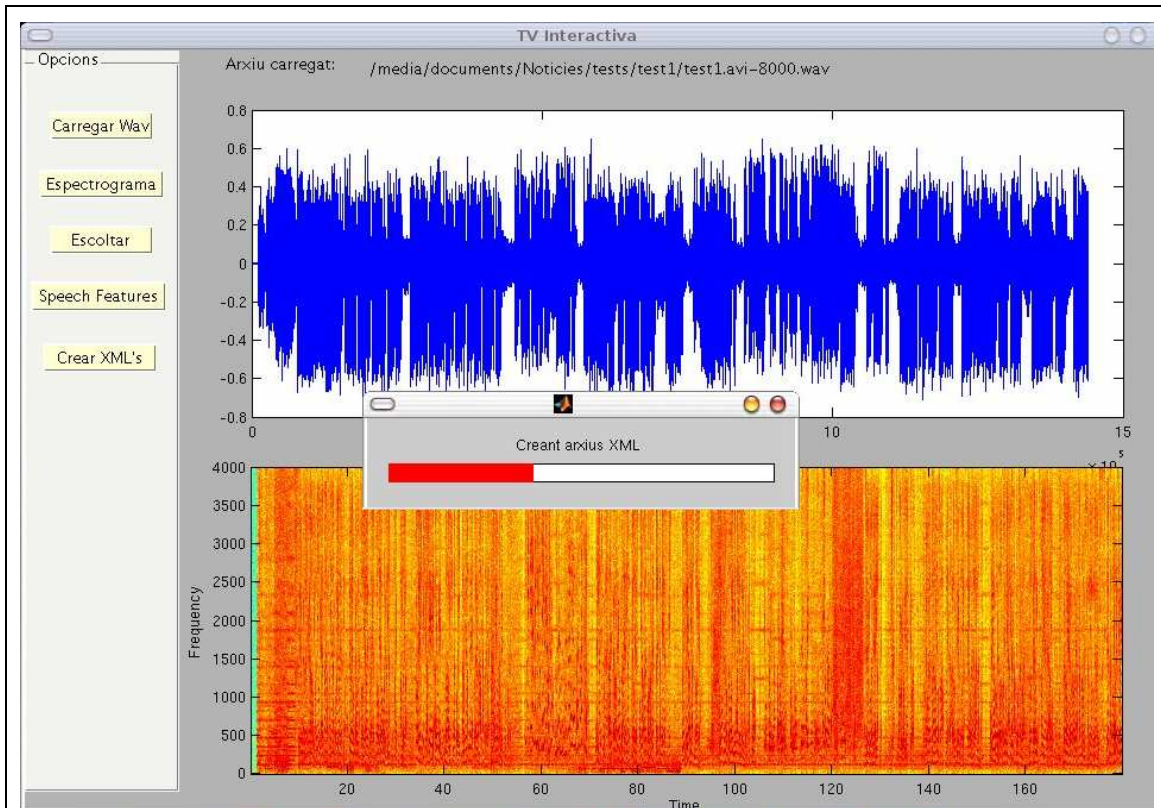 TV Interactiva
Opcions
Arxiu carregat: /media/documents/Noticies/tests/test1/test1.avi-8000.wav
Carregar Wav
Espectrograma
Escoltar
Speech Features
Crear XML's
0.8
0.6
0.4
0.2
0
-0.2
-0.4
-0.6
-0.8
0
10
15
Creant arxius XML
Frequency
4000
3500
3000
2500
2000
1500
1000
500
0
20 40 60 80 100 120 140 160
Time